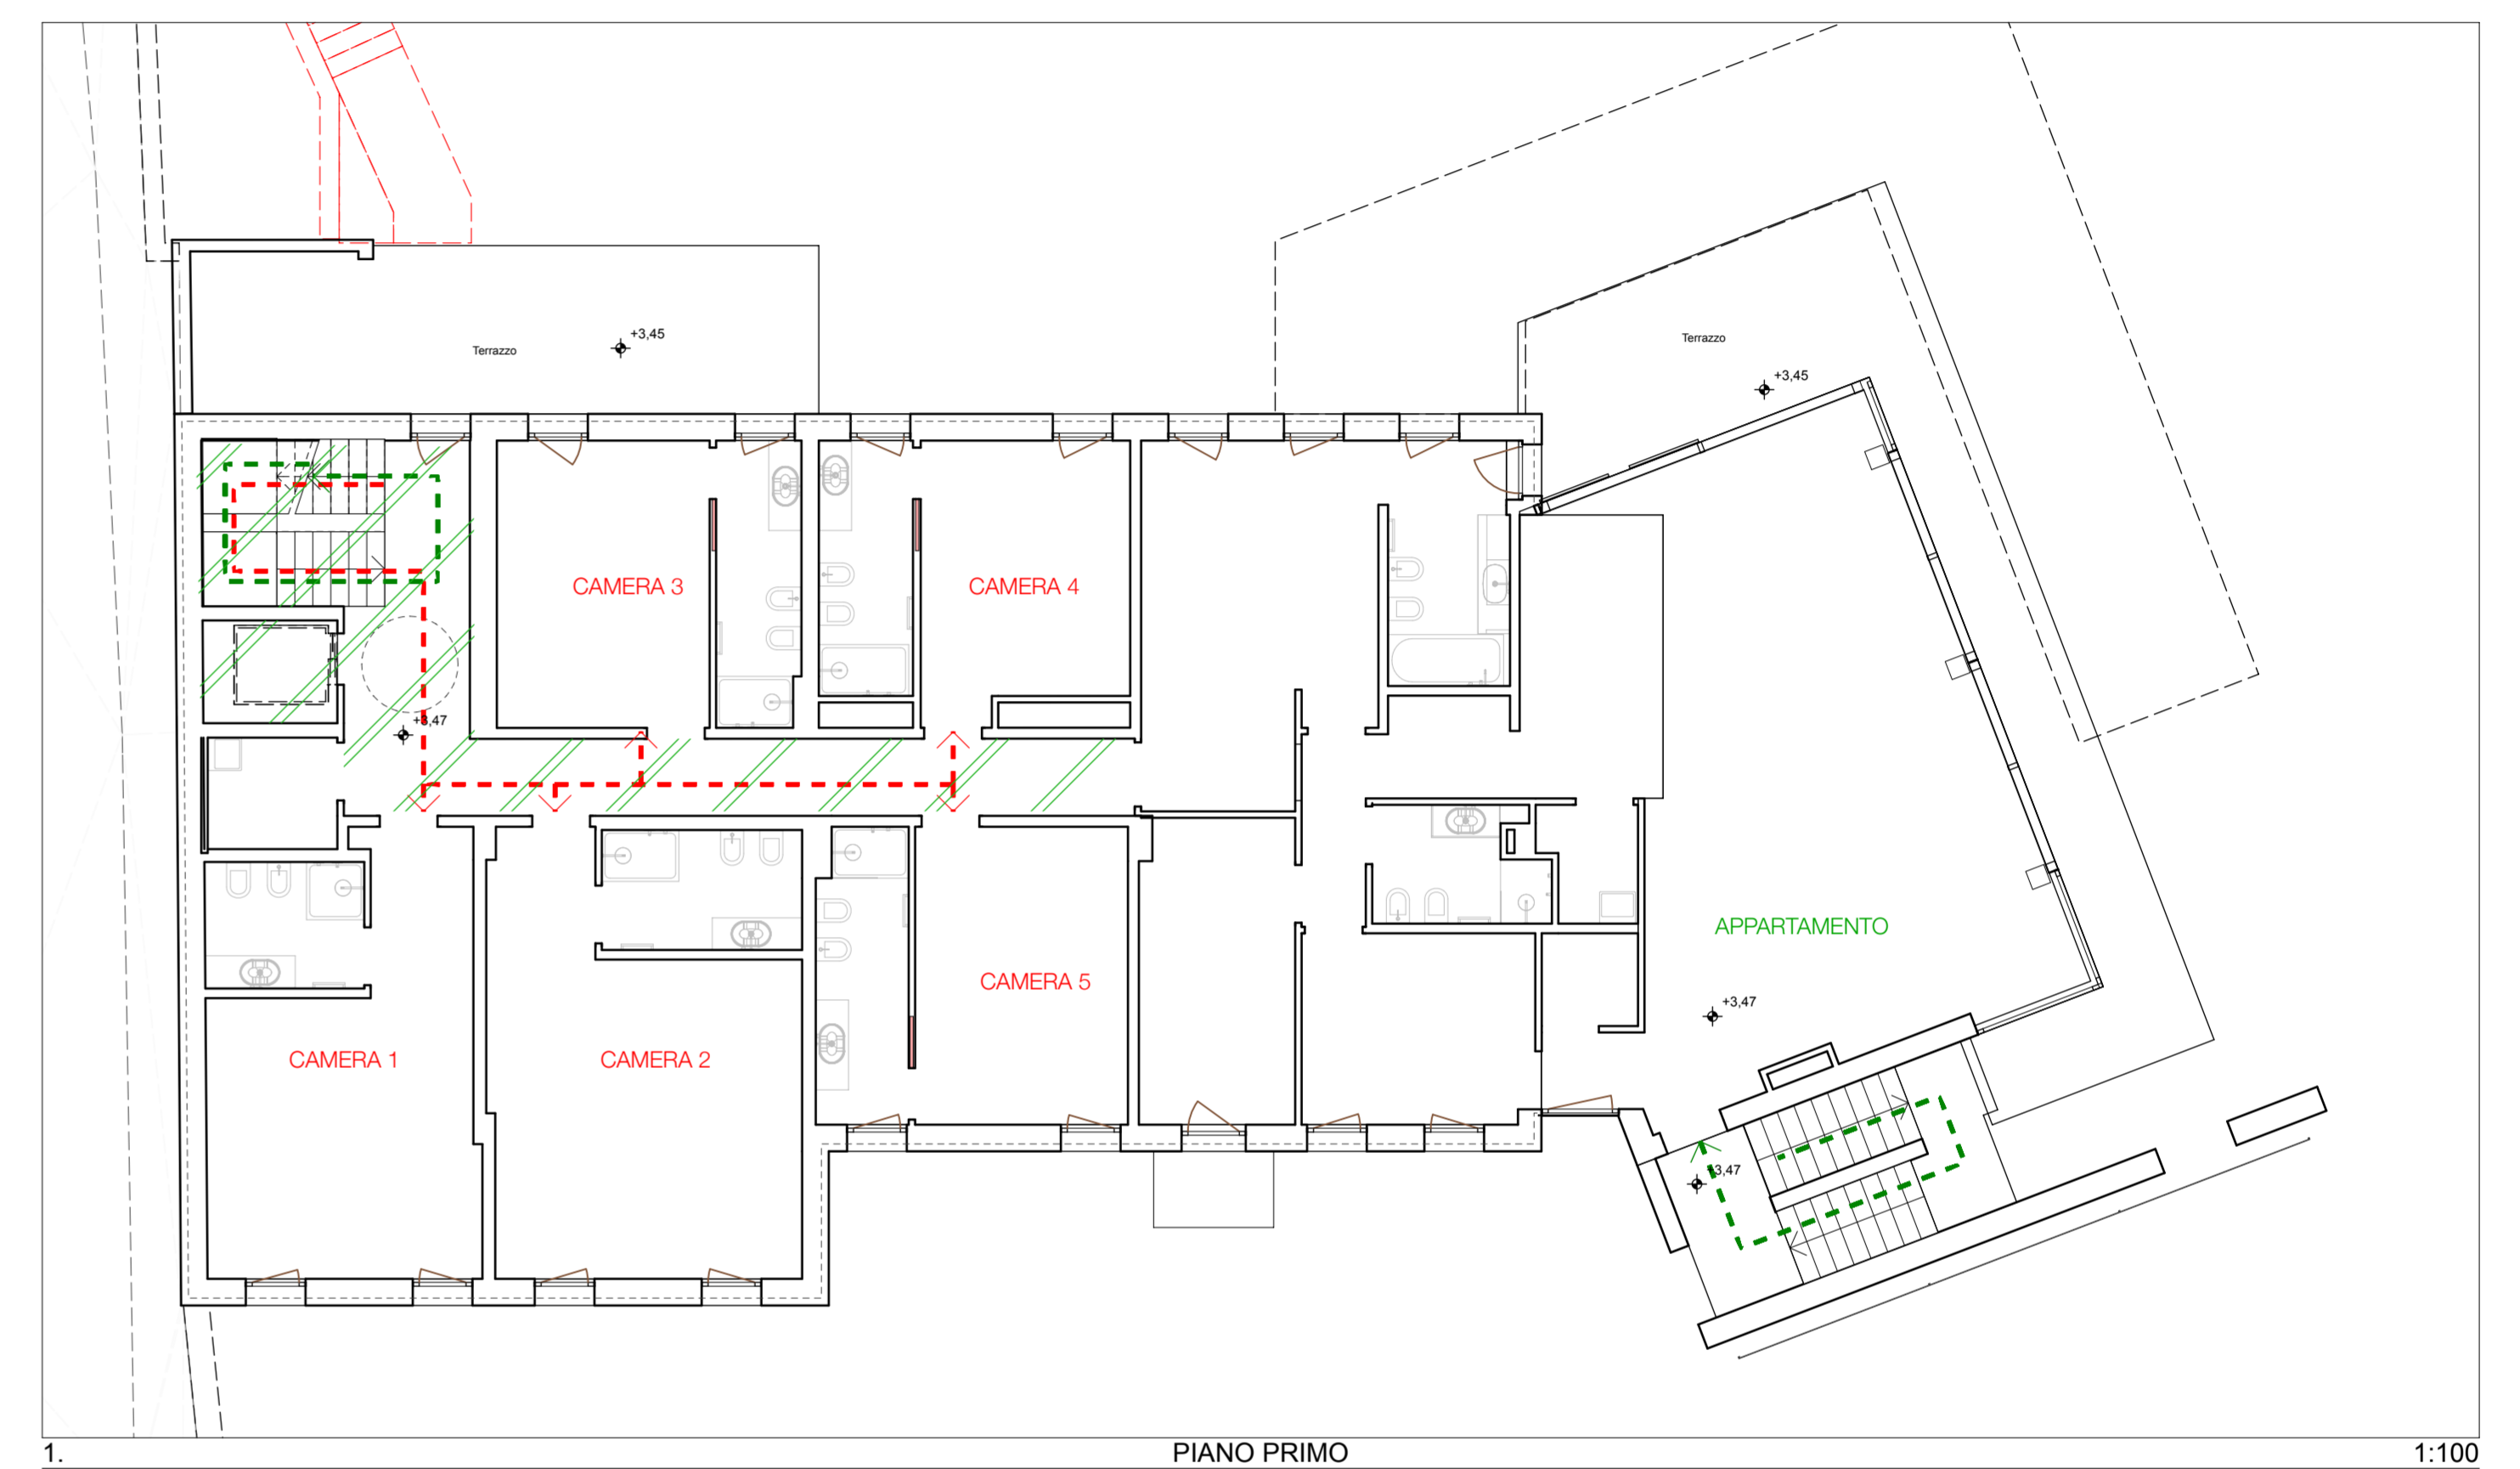 +3,45
Terrazzo
Terrazzo
+3,45
CAMERA 3
CAMERA 4
+3,47
APPARTAMENTO
CAMERA 5
+3,47
CAMERA 1
CAMERA 2
+3,47
1.
PIANO PRIMO
1:100